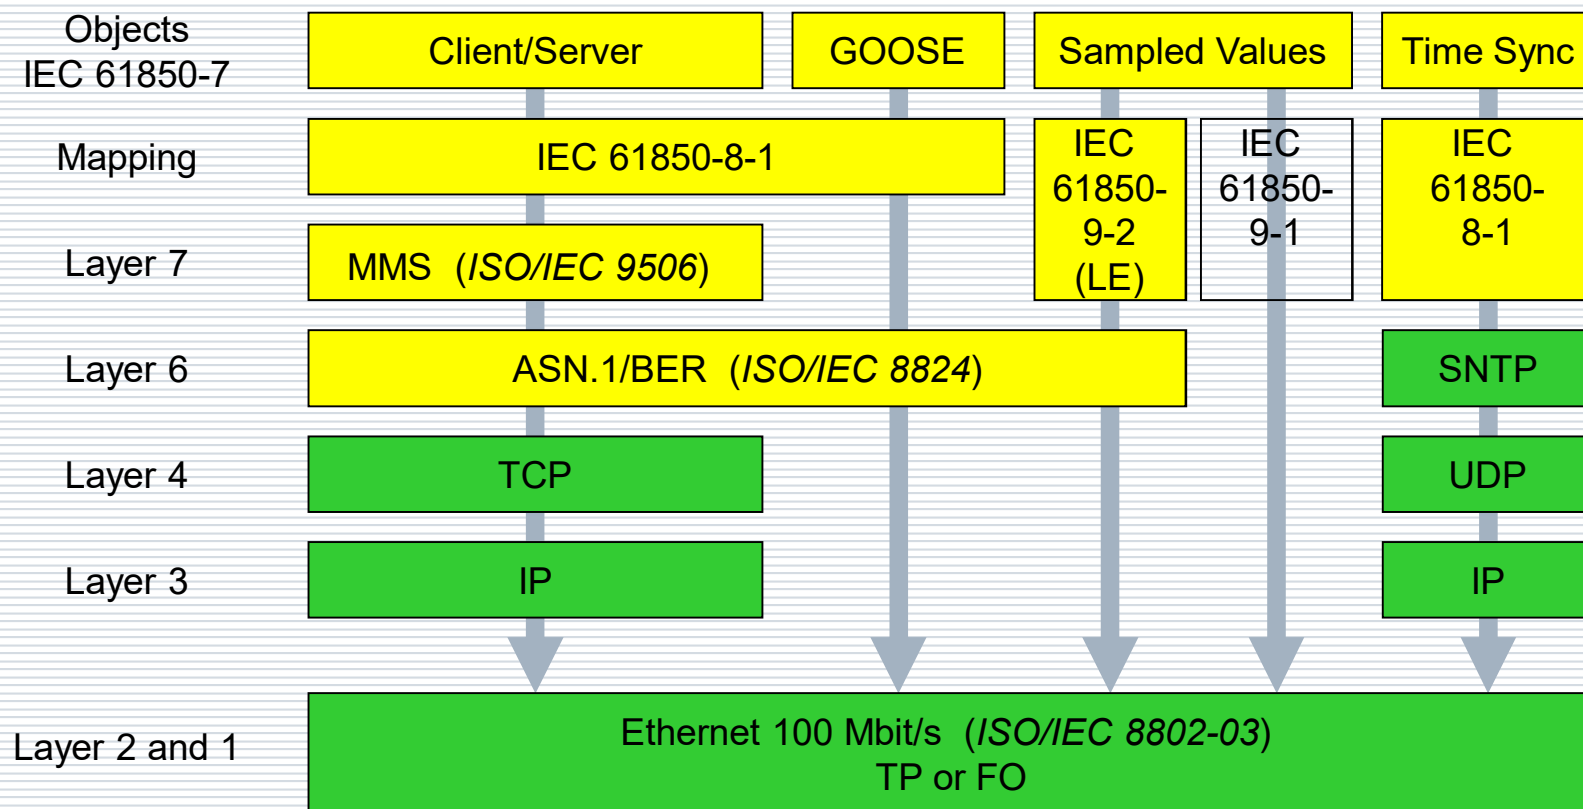 Objects
IEC 61850-7
Client/Server
GOOSE
Sampled Values
Time Sync
Mapping
IEC 61850-8-1
IEC
61850-
9-2
(LE)
IEC
61850-
9-1
IEC
61850-
8-1
Layer 7
MMS (ISO/IEC 9506)
Layer 6
ASN.1/BER (ISO/IEC 8824)
SNTP
Layer 4
TCP
UDP
Layer 3
IP
IP
Layer 2 and 1
Ethernet 100 Mbit/s (ISO/IEC 8802-03)
TP or FO